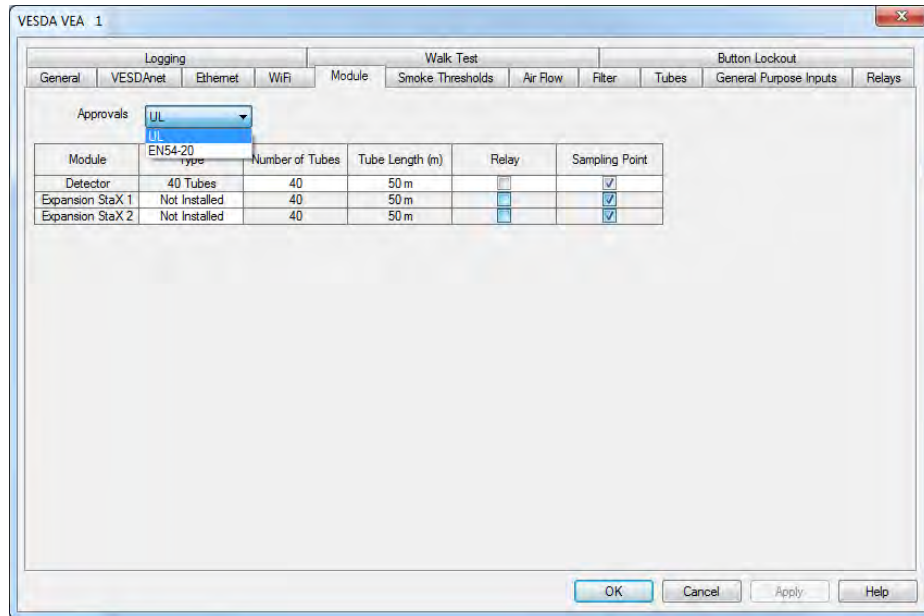 VESDA VEA 1
Logging Walk Test Button Lockout
General VESDAnet Ethernet WiFi Module Smoke Thresholds Air Flow Filter Tubes General Purpose Inputs Relays
Approvals UL
UL
EN54-20
Module Type Number of Tubes Tube Length (m) Relay Sampling Point
Detector 40 Tubes 40 50 m
Expansion StaX 1 Not Installed 40 50 m
Expansion StaX 2 Not Installed 40 50 m
OK Cancel Apply Help